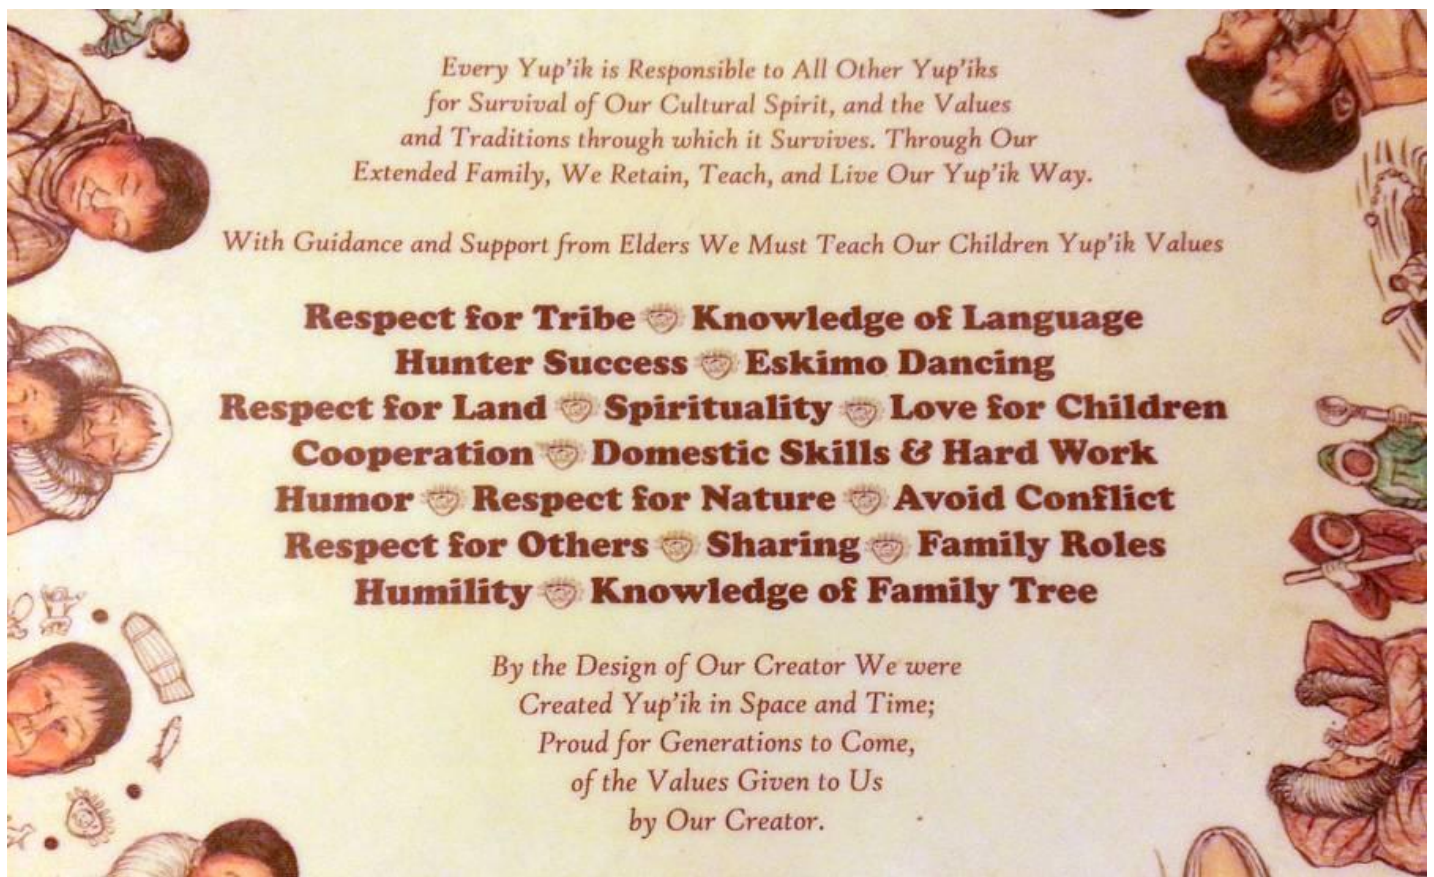 Every Yup'ik is Responsible to All Other Yup'iks
for Survival of Our Cultural Spirit, and the Values
and Traditions through which it Survives. Through Our
Extended Family, We Retain, Teach, and Live Our Yup'ik Way.
With Guidance and Support from Elders We Must Teach Our Children Yup'ik Values
Respect for Tribe Knowledge of Language
Hunter Success Eskimo Dancing
Respect for Land Spirituality Love for Children
Cooperation Domestic Skills & Hard Work
Humor Respect for Nature Avoid Conflict
Respect for Others Sharing Family Roles
Humility Knowledge of Family Tree
By the Design of Our Creator We were
Created Yup'ik in Space and Time;
Proud for Generations to Come,
of the Values Given to Us
by Our Creator.